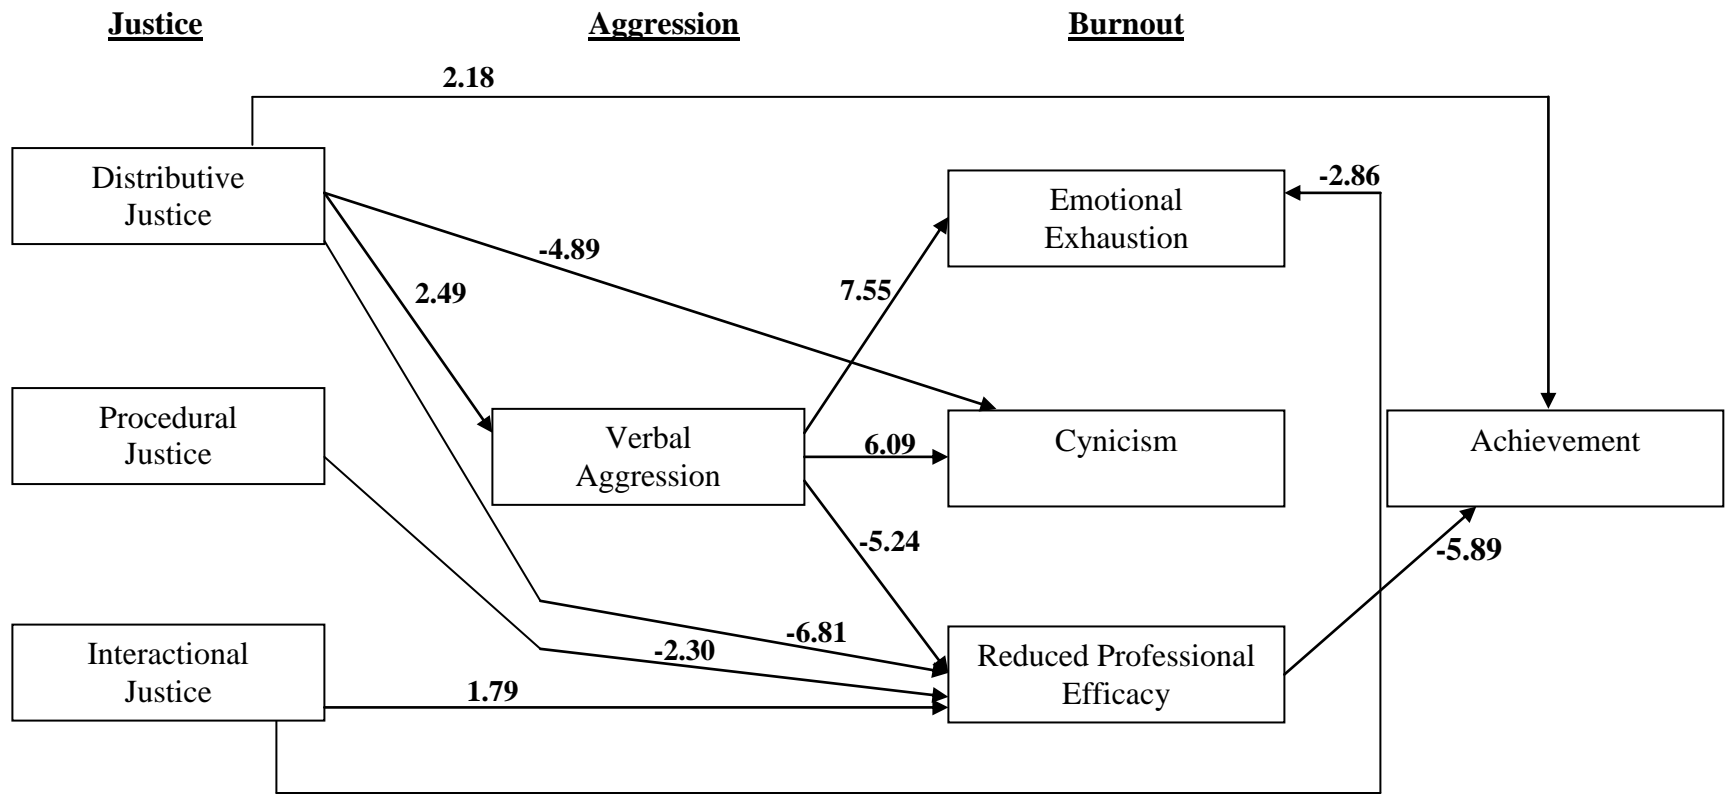 Justice
Aggression
Burnout
2.18
Distributive
Justice
-2.86
Emotional
Exhaustion
-4.89
2.49
7.55
Procedural
Justice
Verbal
Aggression
6.09
Cynicism
Achievement
-5.24
-5.89
Interactional
Justice
-6.81
-2.30
1.79
Reduced Professional
Efficacy